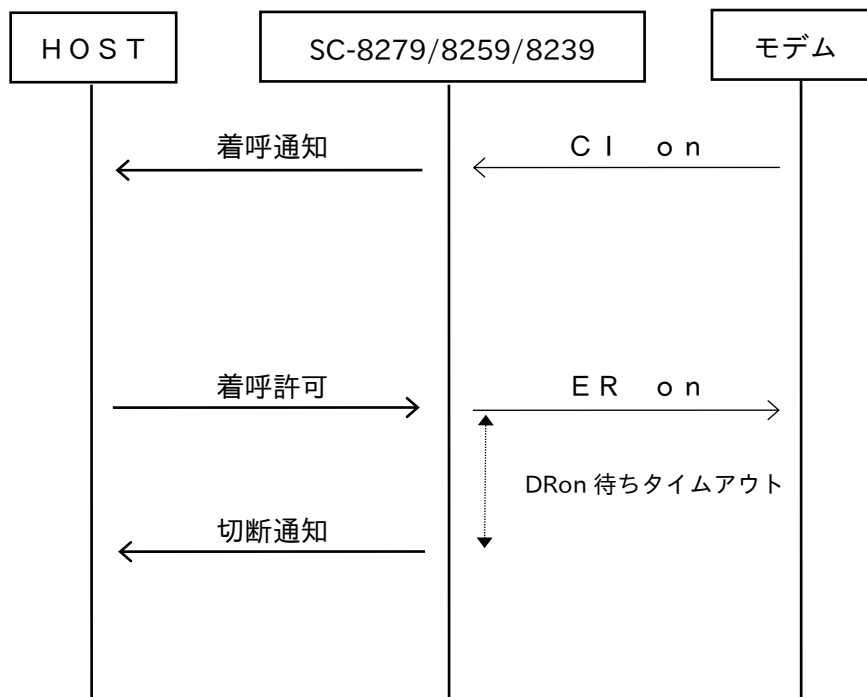 ＨＯＳＴ
SC-8279/8259/8239
モデム
着呼通知
ＣＩ　ｏｎ
着呼許可
ＥＲ　ｏｎ
DRon 待ちタイムアウト
切断通知